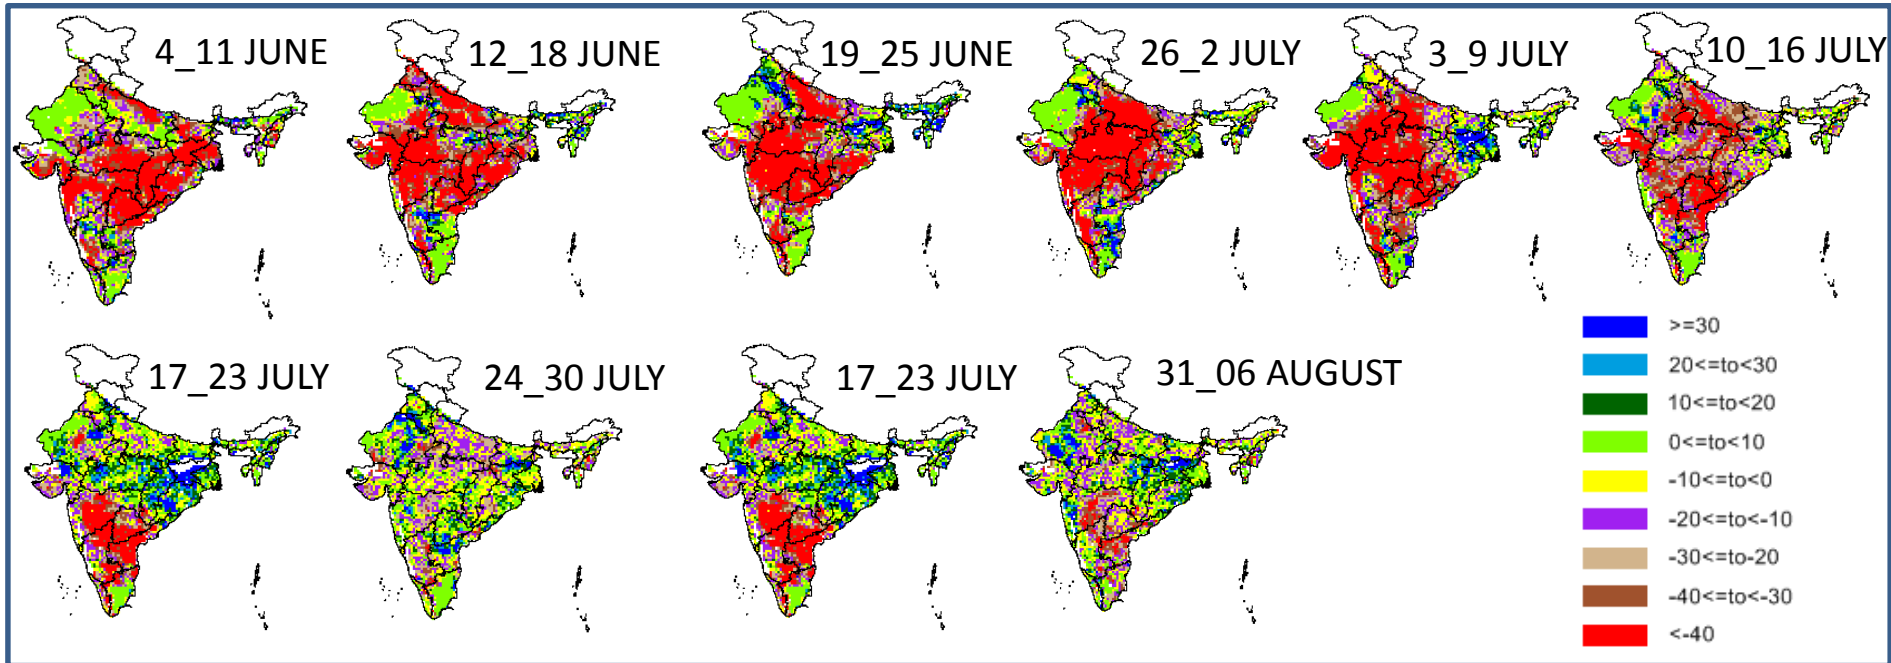 4_11 JUNE
12_18 JUNE
19_25 JUNE
26_2 JULY
3_9 JULY
10_16 JULY
17_23 JULY
24_30 JULY
17_23 JULY
31_06 AUGUST
>=30
20<=to<30
10<=to<20
0<=to<10
-10<=to<0
-20<=to<-10
-30<=to-20
-40<=to<-30
<-40